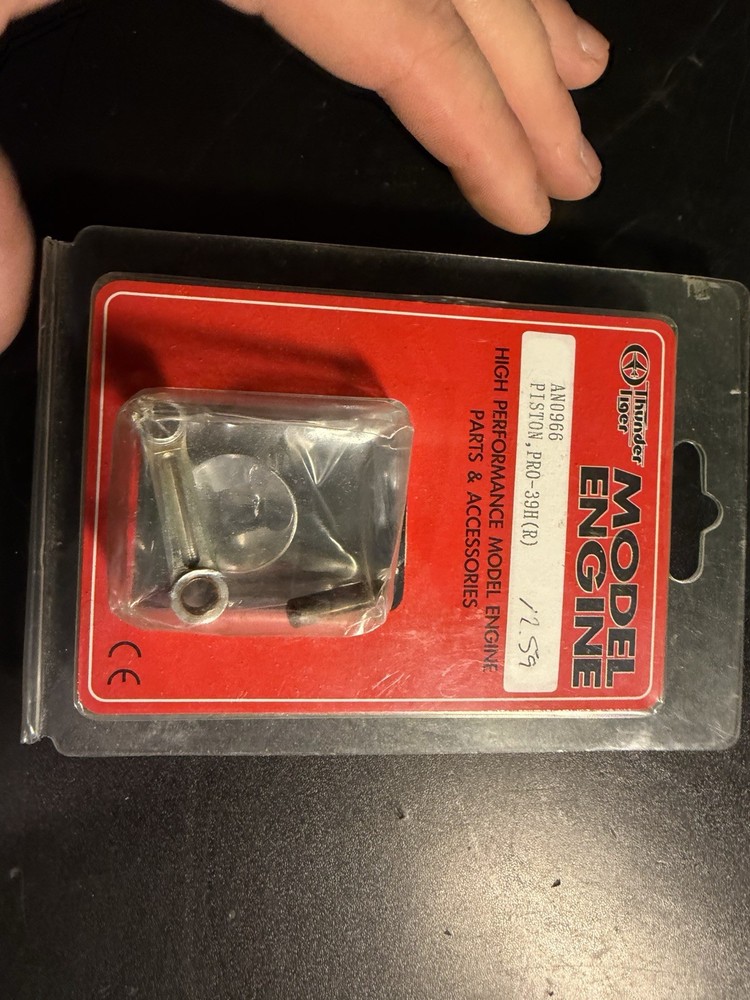 Thunder
Tiger
MODEL
ENGINE
AN0966
PISTON,PRO-39H(R)
12.59
HIGH PERFORMANCE MODEL ENGINE
PARTS & ACCESSORIES
CE